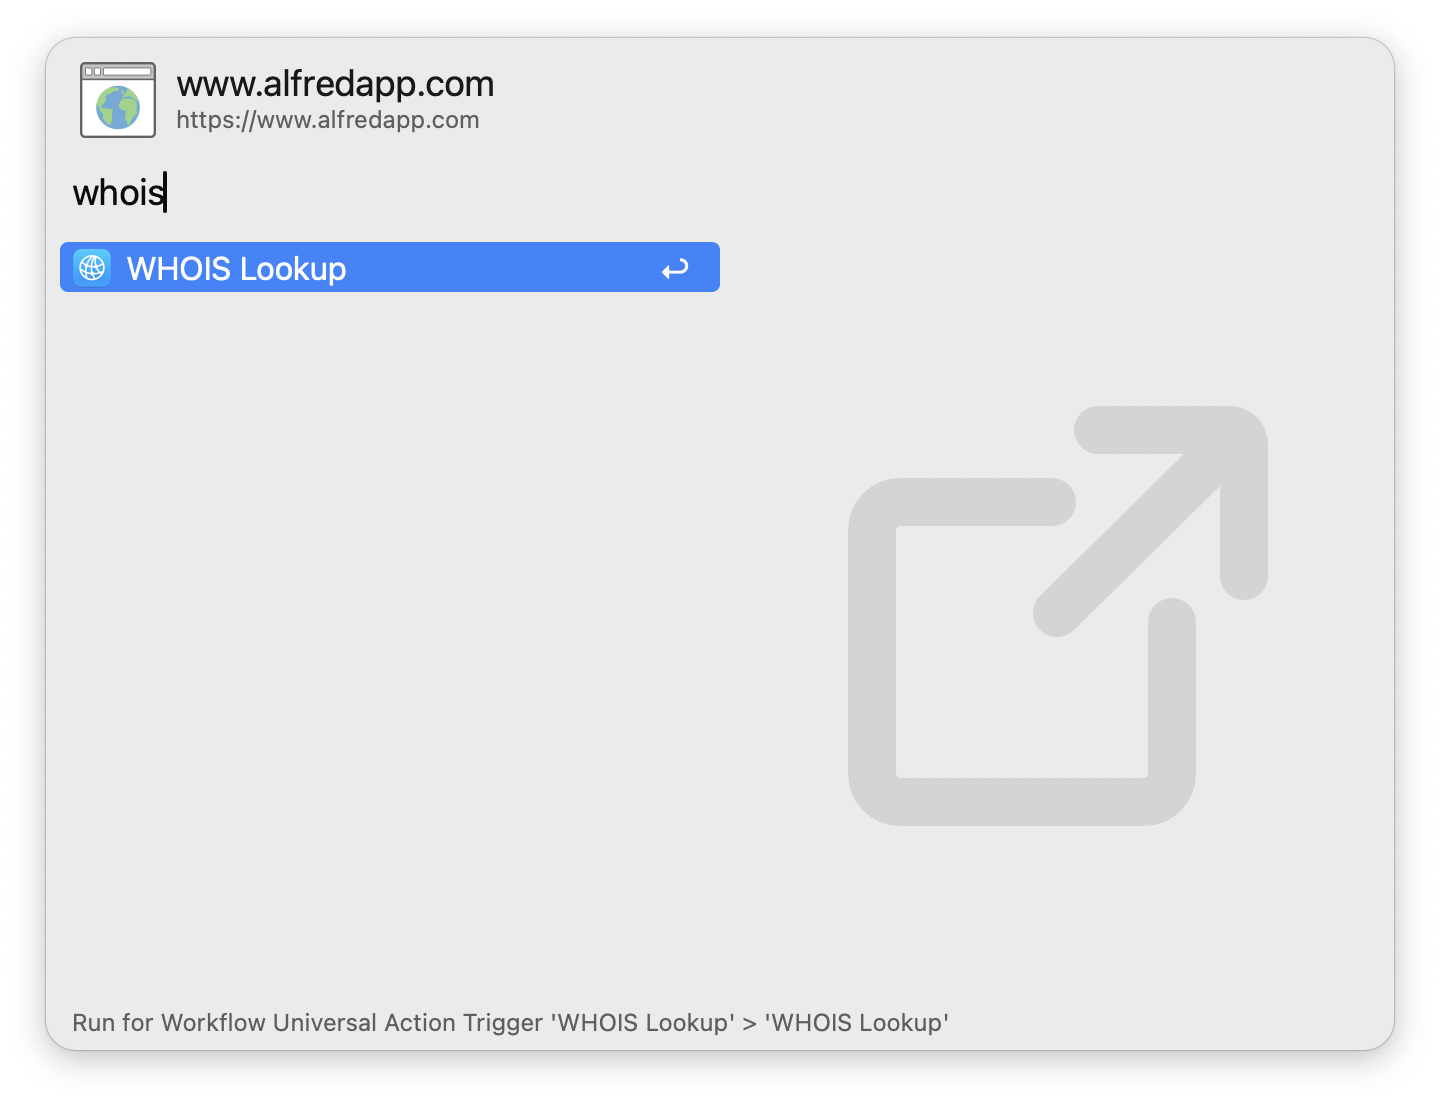 www.alfredapp.com
https://www.alfredapp.com
whois
WHOIS Lookup
Run for Workflow Universal Action Trigger 'WHOIS Lookup' > 'WHOIS Lookup'